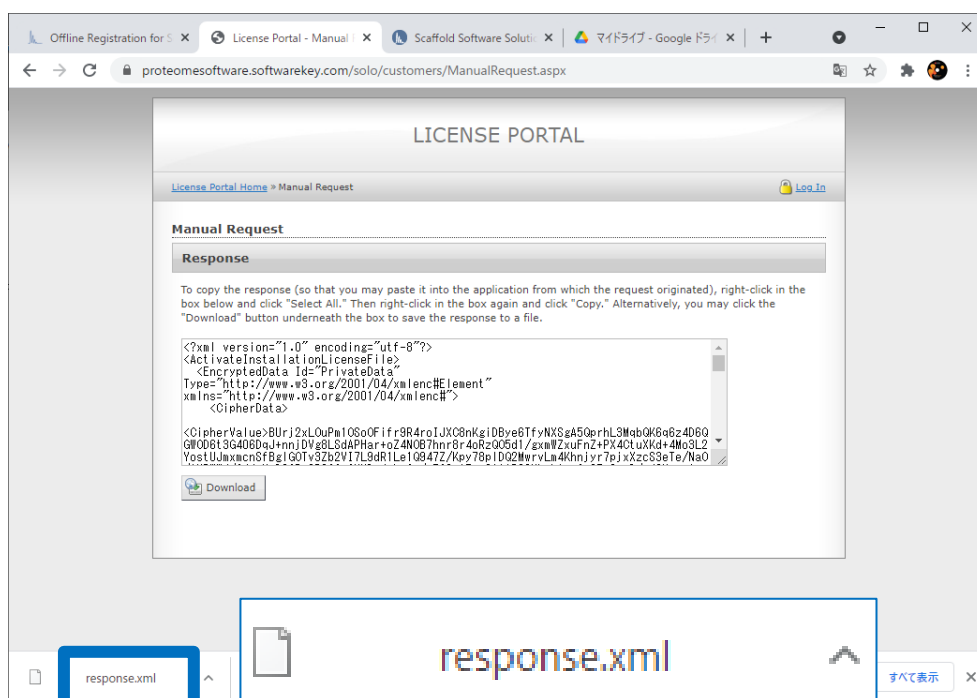 Offline Registration for S
License Portal - Manual
Scaffold Software Soluti
マイドライブ - Google ドライ
proteomesoftware.softwarekey.com/solo/customers/ManualRequest.aspx
LICENSE PORTAL
License Portal Home » Manual Request
Log In
Manual Request
Response
To copy the response (so that you may paste it into the application from which the request originated), right-click in the
box below and click "Select All." Then right-click in the box again and click "Copy." Alternatively, you may click the
"Download" button underneath the box to save the response to a file.
<?xml version="1.0" encoding="utf-8"?>
<ActivateInstallationLicenseFile>
<EncryptedData Id="PrivateData"
Type="http://www.w3.org/2001/04/xmlenc#Element"
xmlns="http://www.w3.org/2001/04/xmlenc#">
<CipherData>
Download
response.xml
response.xml
すべて表示